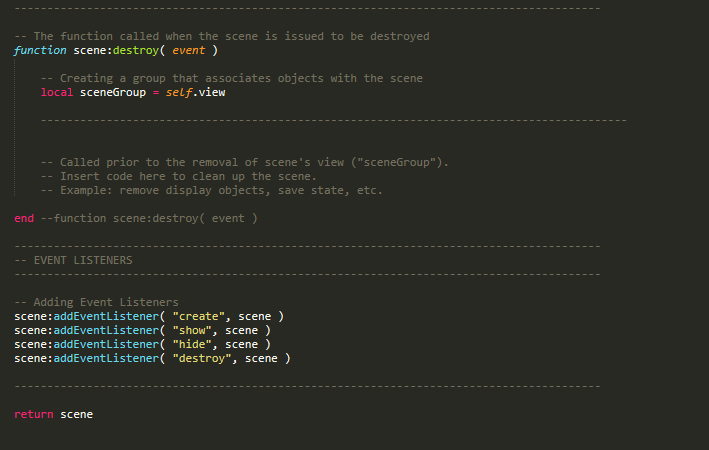 -----------------------------------------------------------------------------------------
-- The function called when the scene is issued to be destroyed
function scene:destroy( event )
-- Creating a group that associates objects with the scene
local sceneGroup = self.view
-----------------------------------------------------------------------------------------
-- Called prior to the removal of scene's view ("sceneGroup").
-- Insert code here to clean up the scene.
-- Example: remove display objects, save state, etc.
end --function scene:destroy( event )
-----------------------------------------------------------------------------------------
-- EVENT LISTENERS
-----------------------------------------------------------------------------------------
-- Adding Event Listeners
scene:addEventListener( "create", scene )
scene:addEventListener( "show", scene )
scene:addEventListener( "hide", scene )
scene:addEventListener( "destroy", scene )
-----------------------------------------------------------------------------------------
return scene